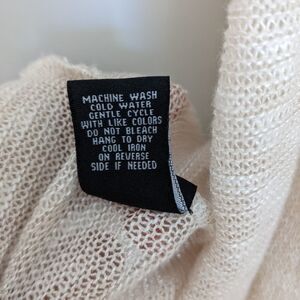 MACHINE WASH
COLD WATER
GENTLE CYCLE
WITH LIKE COLORS
DO NOT BLEACH
HANG TO DRY
COOL IRON
ON REVERSE
SIDE IF NEEDED